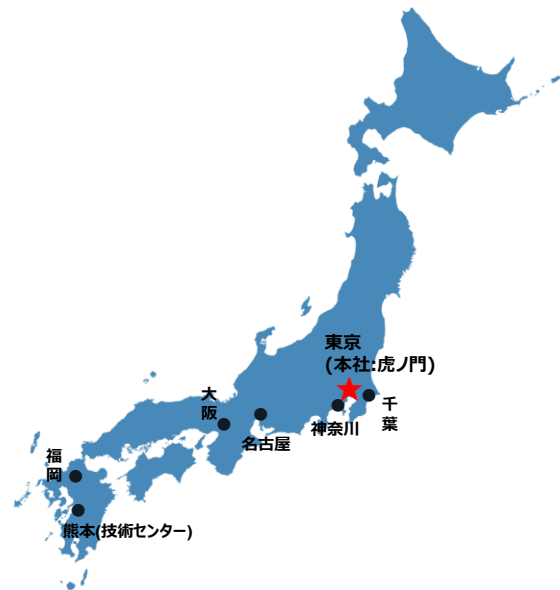 東京
(本社:虎ノ門)
大阪
千葉
神奈川
名古屋
福岡
熊本(技術センター)